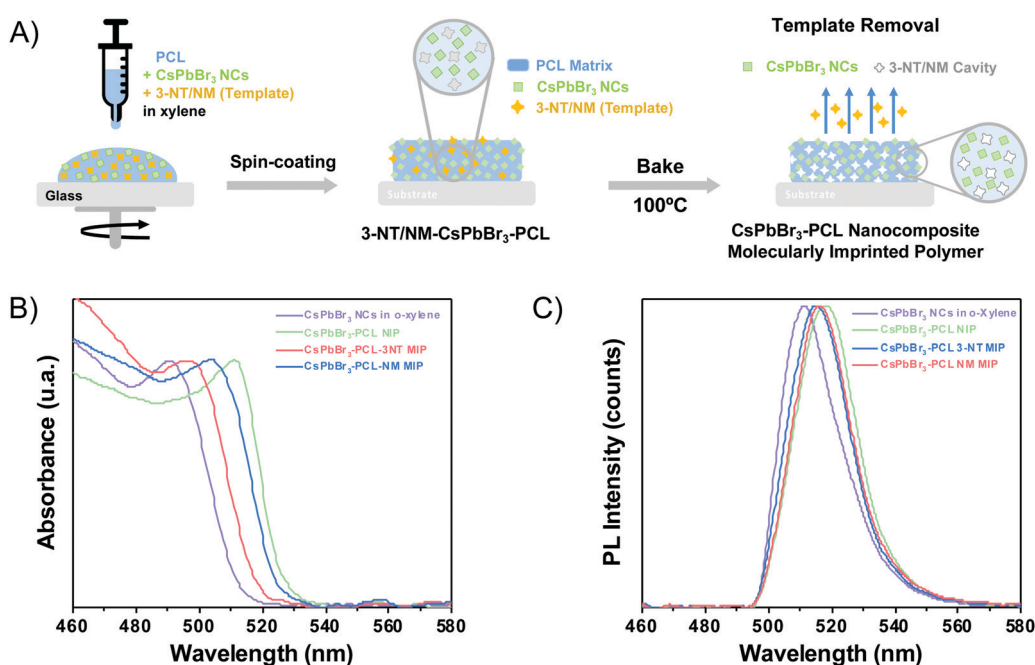 A)
PCL
+ CsPbBr₃ NCs
+ 3-NT/NM (Template)
in xylene
Glass
Spin-coating
PCL Matrix
CsPbBr₃ NCs
3-NT/NM (Template)
Substrate
3-NT/NM-CsPbBr₃-PCL
Bake
100ºC
Template Removal
CsPbBr₃ NCs
3-NT/NM Cavity
Substrate
CsPbBr₃-PCL Nanocomposite
Molecularly Imprinted Polymer
B)
CsPbBr₃ NCs in o-xylene
CsPbBr₃-PCL NIP
CsPbBr₃-PCL-3NT MIP
CsPbBr₃-PCL-NM MIP
Absorbance (u.a.)
460 480 500 520 540 560 580
Wavelength (nm)
C)
CsPbBr₃ NCs in o-Xylene
CsPbBr₃-PCL NIP
CsPbBr₃-PCL 3-NT MIP
CsPbBr₃-PCL NM MIP
PL Intensity (counts)
460 480 500 520 540 560 580
Wavelength (nm)